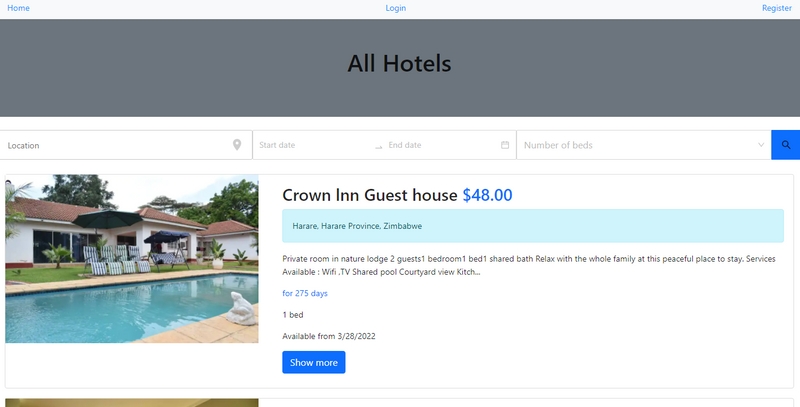 Home Login Register
All Hotels
Location Start date → End date Number of beds
Crown Inn Guest house $48.00
Harare, Harare Province, Zimbabwe
Private room in nature lodge 2 guests1 bedroom1 bed1 shared bath Relax with the whole family at this peaceful place to stay. Services
Available : Wifi ,TV Shared pool Courtyard view Kitch...
for 275 days
1 bed
Available from 3/28/2022
Show more